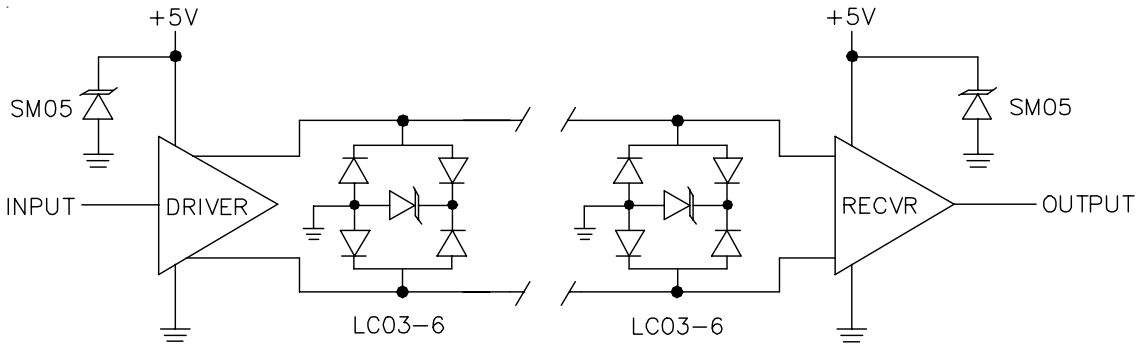 +5V
+5V
SM05
SM05
INPUT
DRIVER
RECVR
OUTPUT
LC03-6
LC03-6